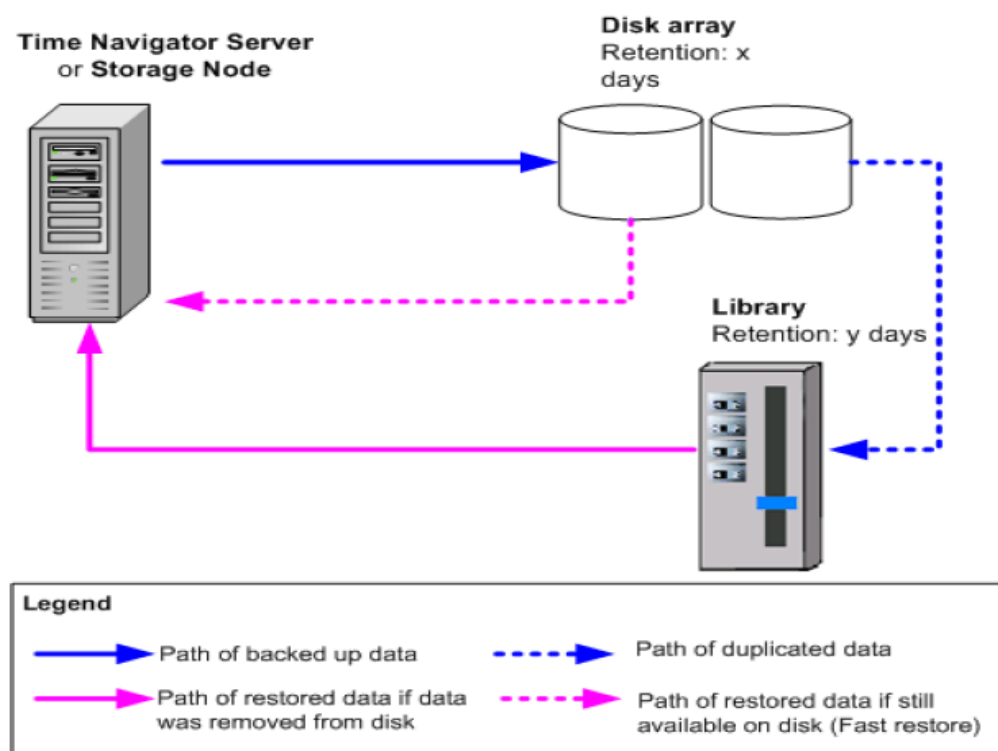 Time Navigator Server
or Storage Node
Disk array
Retention: x
days
Library
Retention: y days
Legend
Path of backed up data
Path of duplicated data
Path of restored data if data
was removed from disk
Path of restored data if still
available on disk (Fast restore)